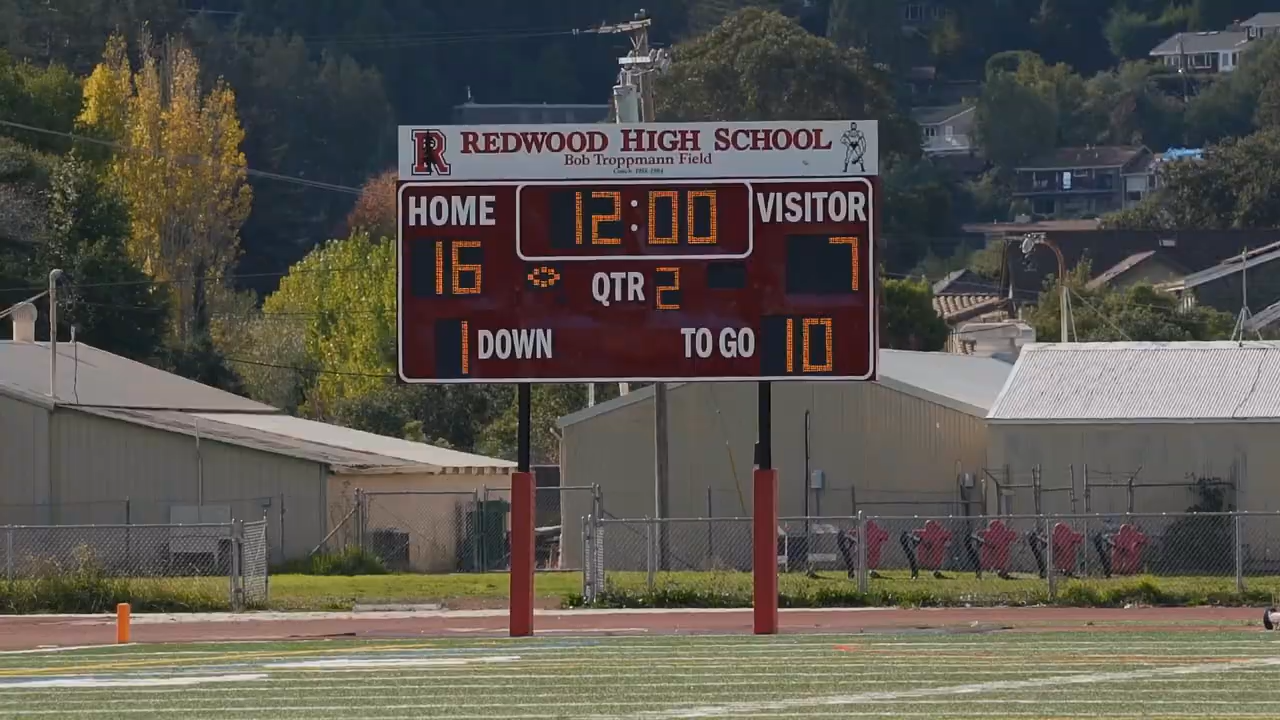 R REDWOOD HIGH SCHOOL
Bob Troppmann Field
HOME 12:00 VISITOR
16 QTR 2 7
1 DOWN TO GO 10